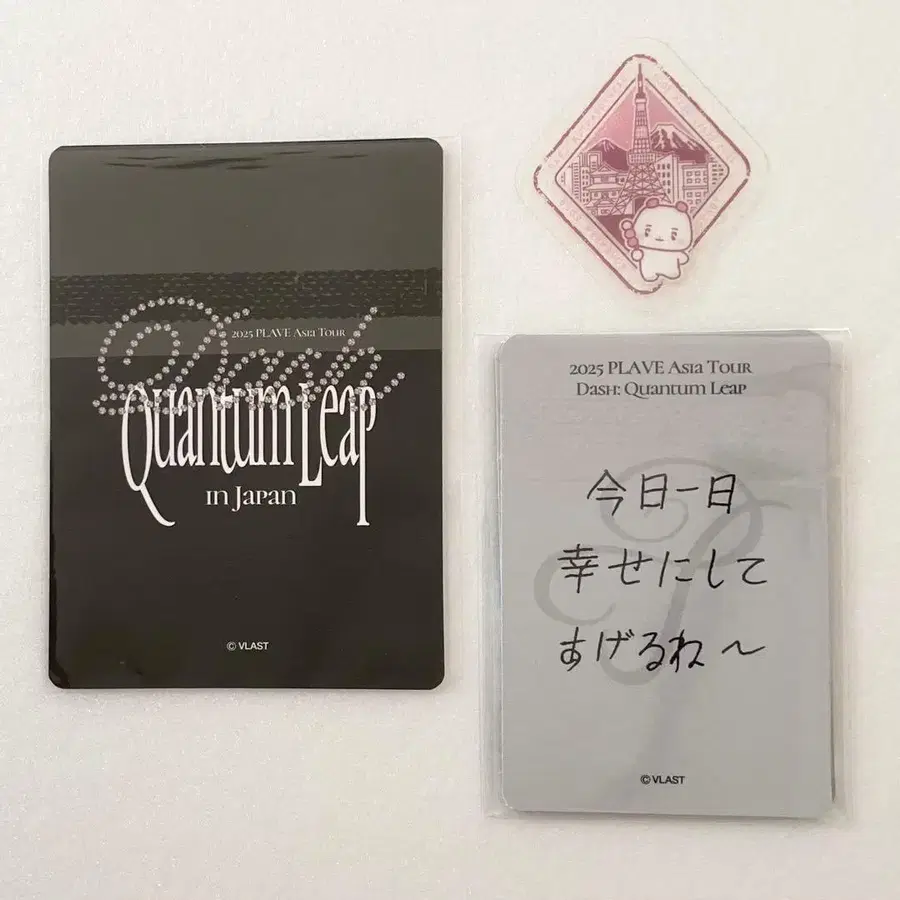 2025 PLAVE Asia Tour
Dash
Quantum Leap
in Japan
© VLAST
2025 PLAVE Asia Tour
Dash: Quantum Leap
今日一日
幸せにして
あげるね〜
© VLAST